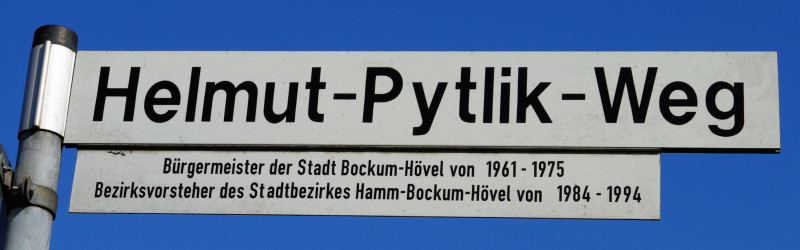 Helmut-Pytlik-Weg
Bürgermeister der Stadt Bockum-Hövel von 1961 - 1975
Bezirksvorsteher des Stadtbezirkes Hamm-Bockum-Hövel von 1984 - 1994